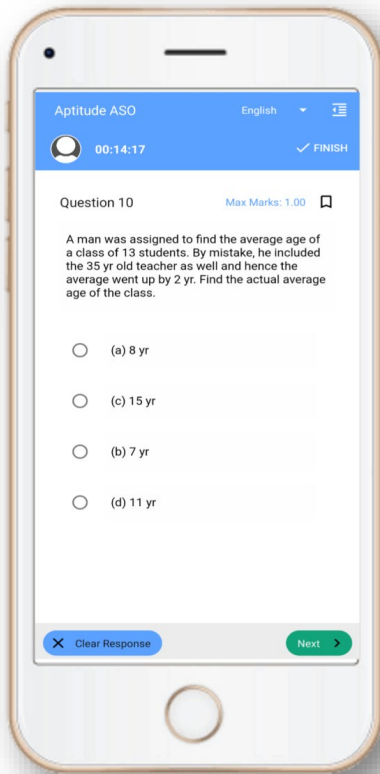 Aptitude ASO English
00:14:17 FINISH
Question 10 Max Marks: 1.00
A man was assigned to find the average age of
a class of 13 students. By mistake, he included
the 35 yr old teacher as well and hence the
average went up by 2 yr. Find the actual average
age of the class.
(a) 8 yr
(c) 15 yr
(b) 7 yr
(d) 11 yr
Clear Response Next